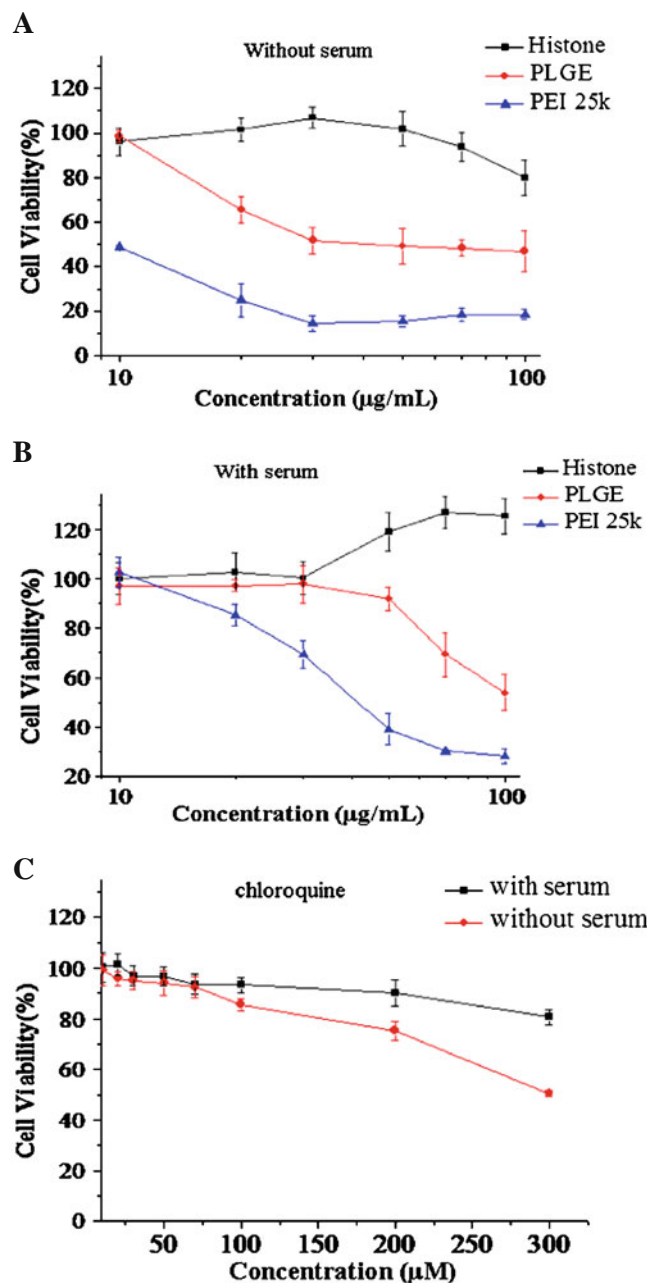 A
Without serum
Histone
PLGE
PEI 25k
120
100
80
60
40
20
0
Cell Viability(%)
10
100
Concentration (µg/mL)
B
With serum
Histone
PLGE
PEI 25k
120
100
80
60
40
20
Cell Viability(%)
10
100
Concentration (µg/mL)
C
chloroquine
with serum
without serum
120
100
80
60
40
20
0
Cell Viability(%)
50
100
150
200
250
300
Concentration (µM)